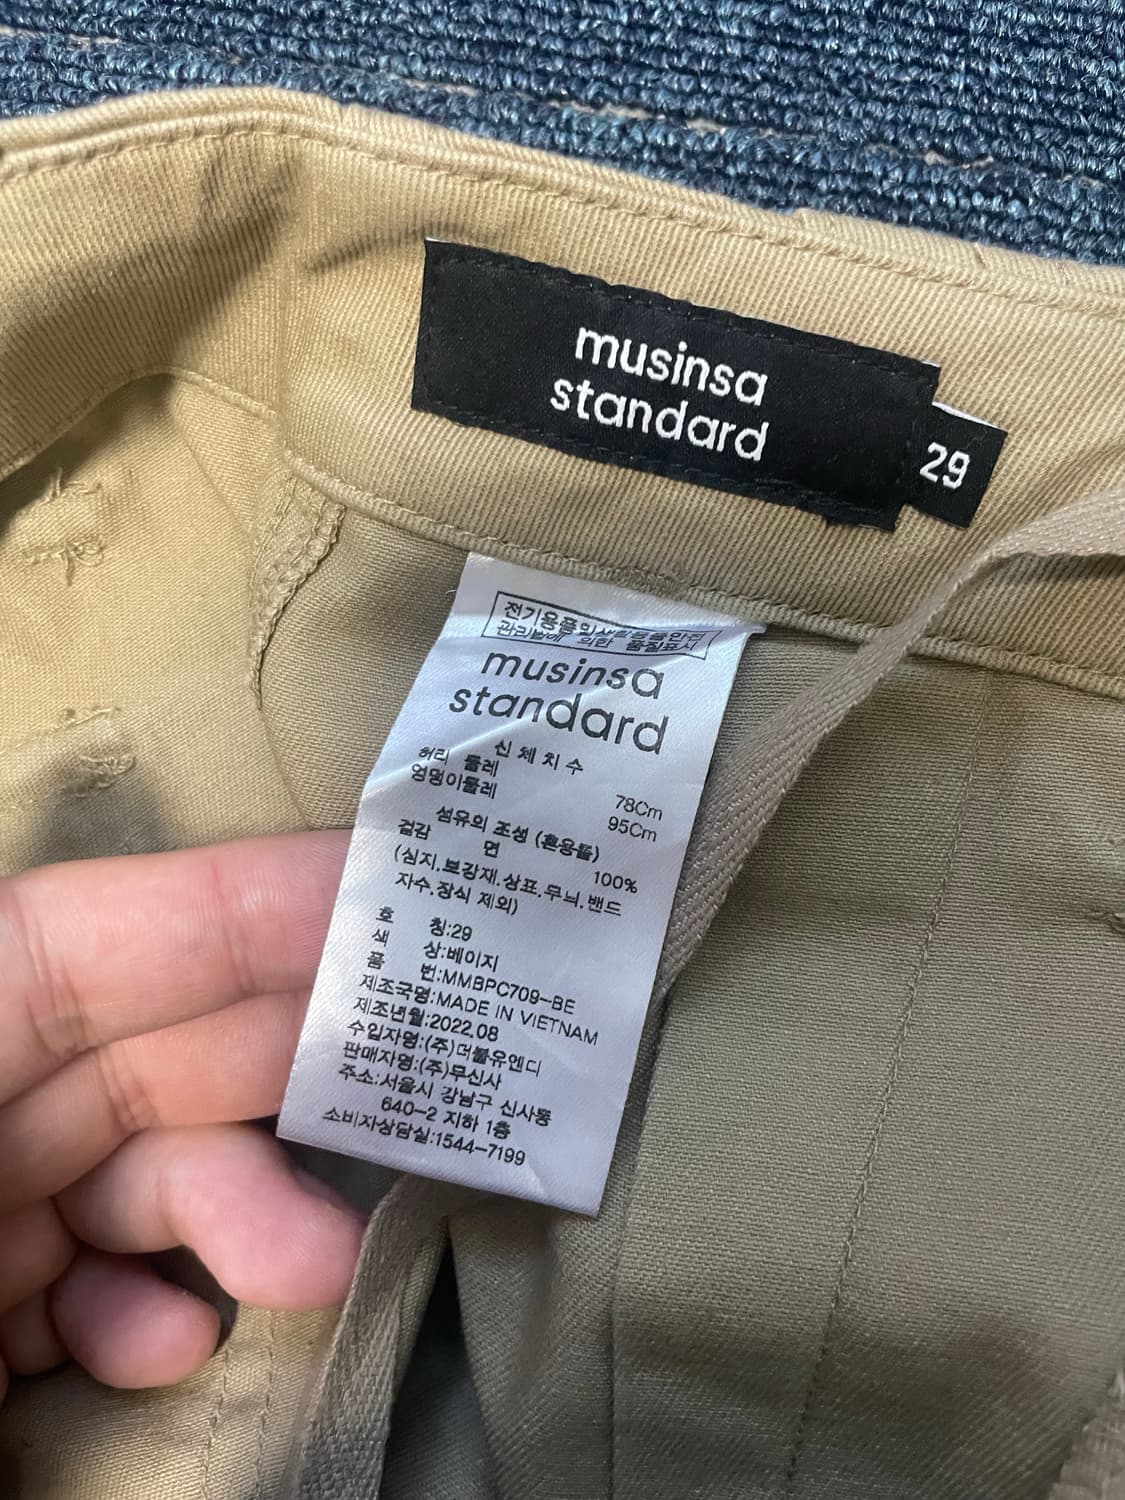 musinsa
standard
29
전기용품및생활용품안전
관리법에 의한 품질표시
musinsa
standard
신 체 치 수
허리 둘레 78Cm
엉덩이둘레 95Cm
섬유의 조성 (혼용율)
겉감 면 100%
(심지.보강재.상표.무늬.밴드
자수.장식 제외)
호 칭:29
색 상:베이지
품 번:MMBPC709-BE
제조국명:MADE IN VIETNAM
제조년월:2022.08
수입자명:(주)더블유앤디
판매자명:(주)무신사
주소:서울시 강남구 신사동
640-2 지하 1층
소비자상담실:1544-7199